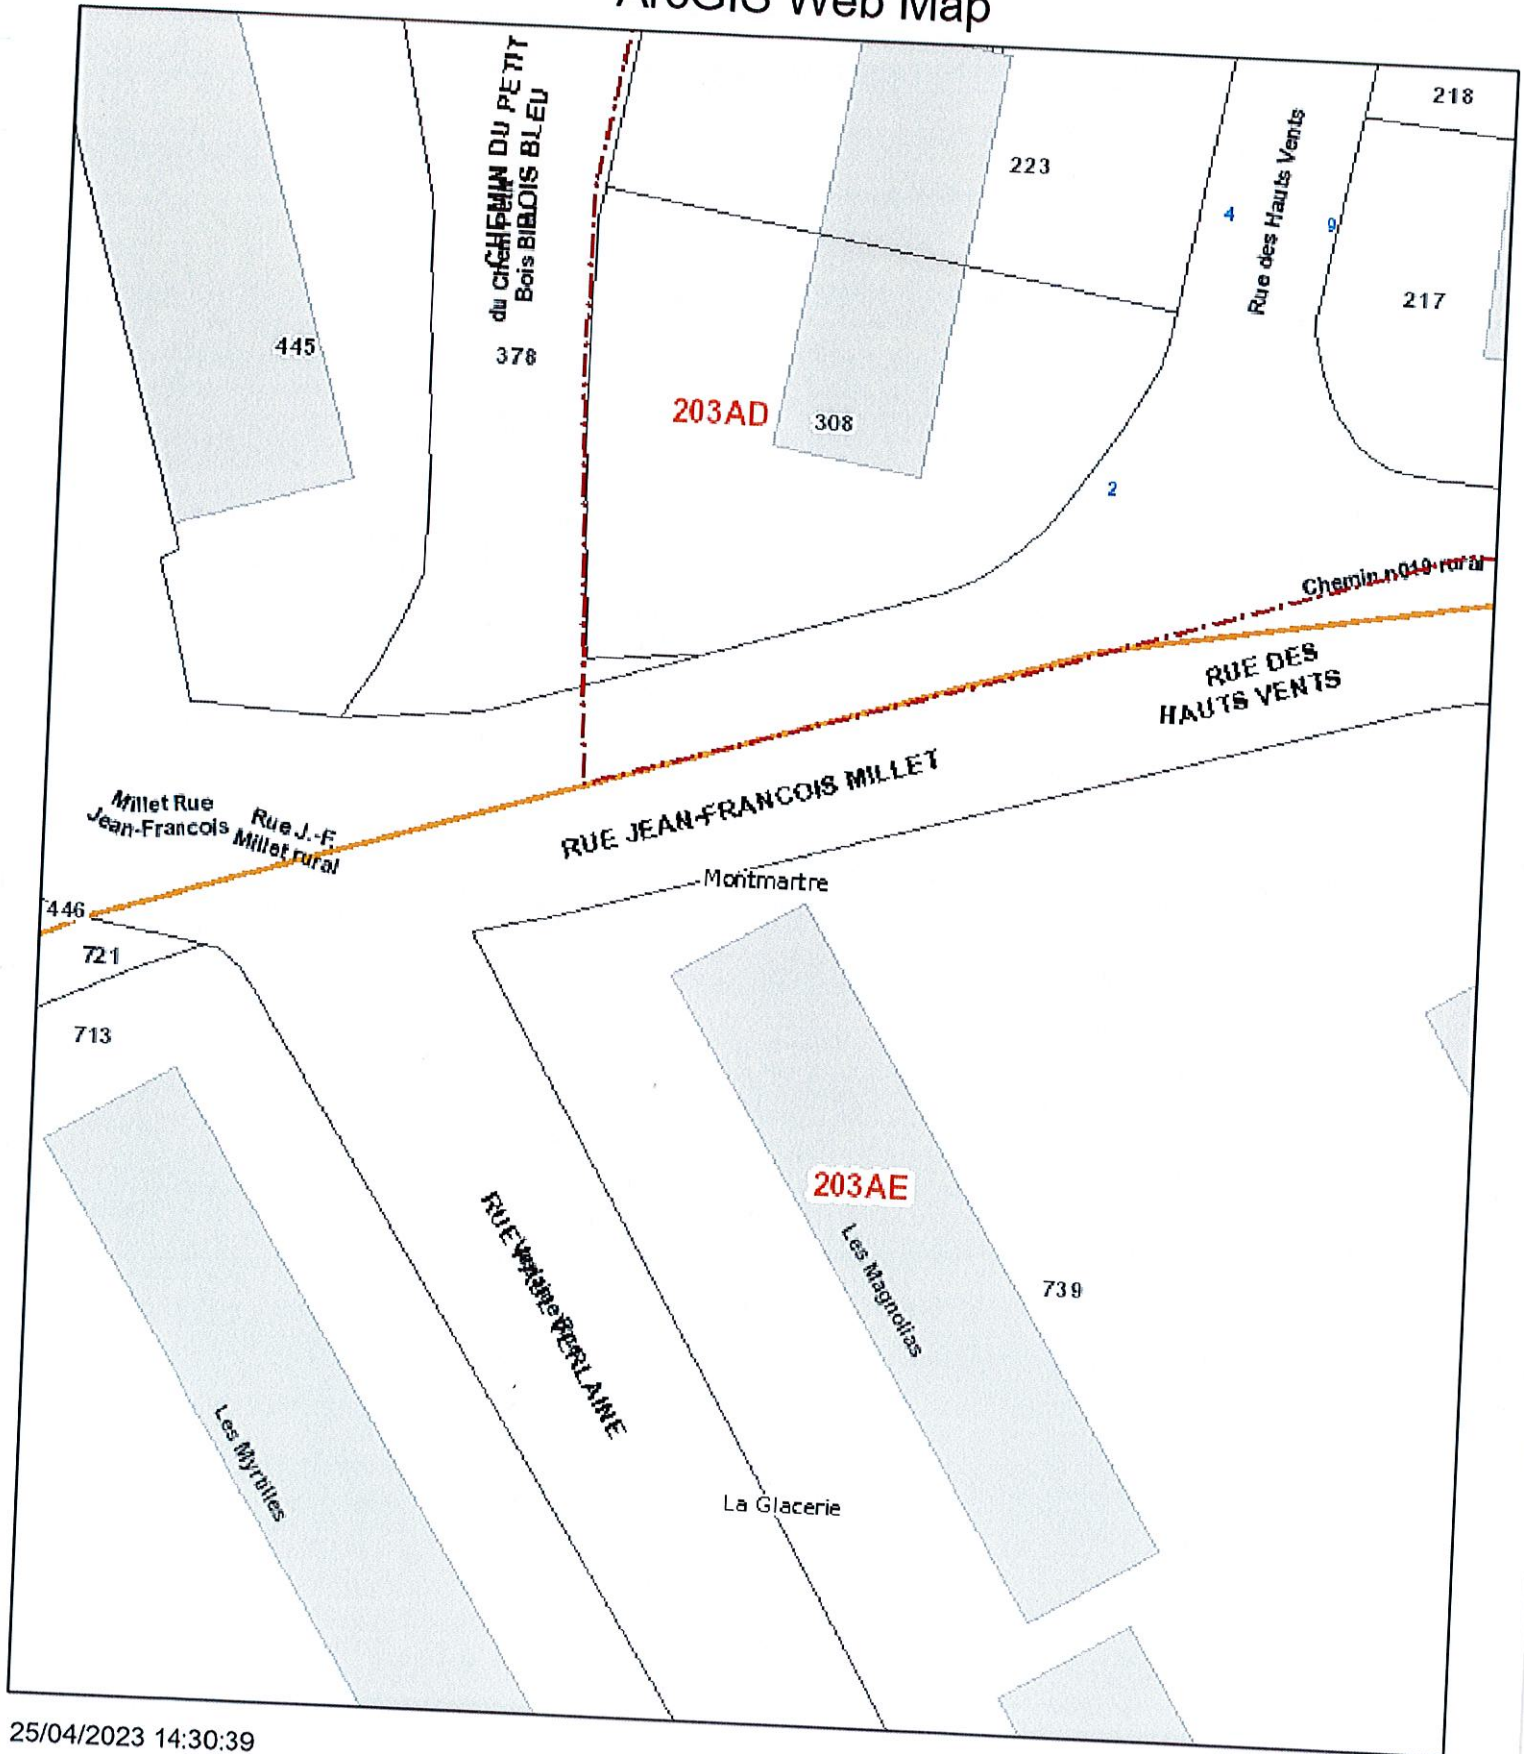 ArcGIS Web Map
218
CHEMIN DU PETIT
BOIS BLEU
du Chem Petit
Bois Bl
223
Rue des Hauts Vents
4
9
217
445
378
203AD
308
2
Chemin n019 rural
RUE DES
HAUTS VENTS
RUE JEAN-FRANCOIS MILLET
Millet Rue
Jean-Francois
Rue J.-F.
Millet rural
Montmartre
446
721
713
203AE
Les Magnolias
739
RUE
VERLAINE
Les Myrtilles
La Glacerie
25/04/2023 14:30:39